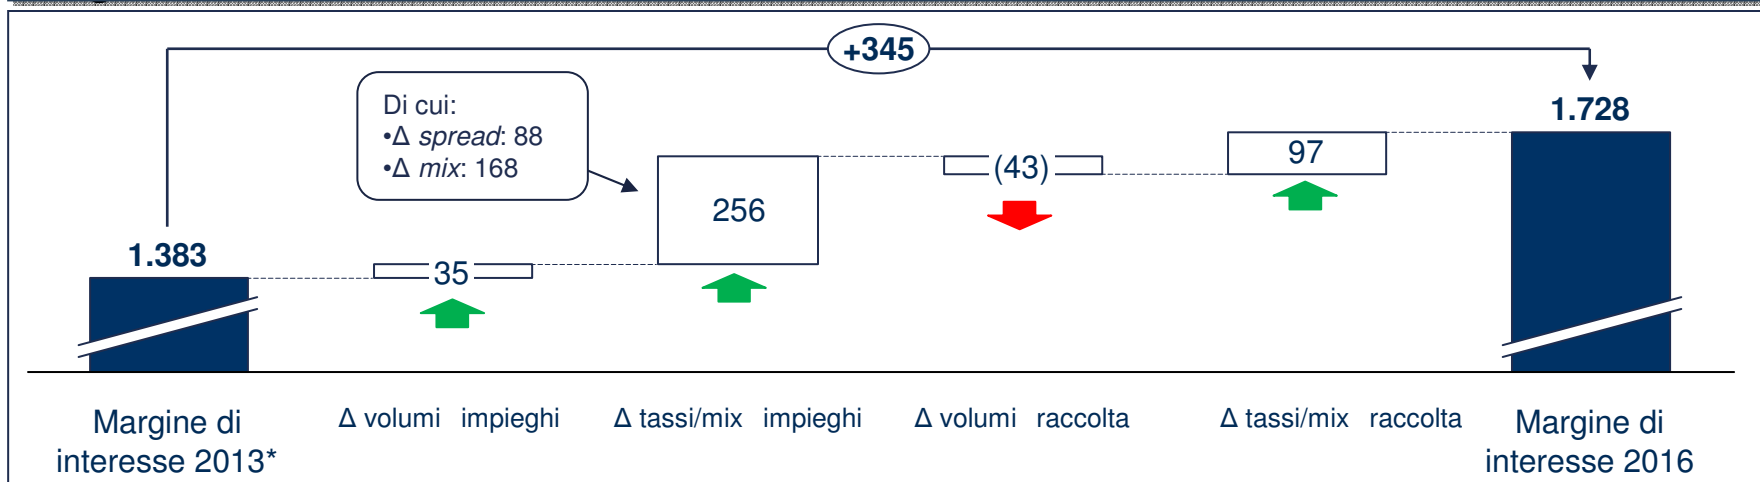 +345
Di cui:
•Δ spread: 88
•Δ mix: 168
1.383
35
256
(43)
97
1.728
Margine di
interesse 2013*
Δ volumi impieghi
Δ tassi/mix impieghi
Δ volumi raccolta
Δ tassi/mix raccolta
Margine di
interesse 2016